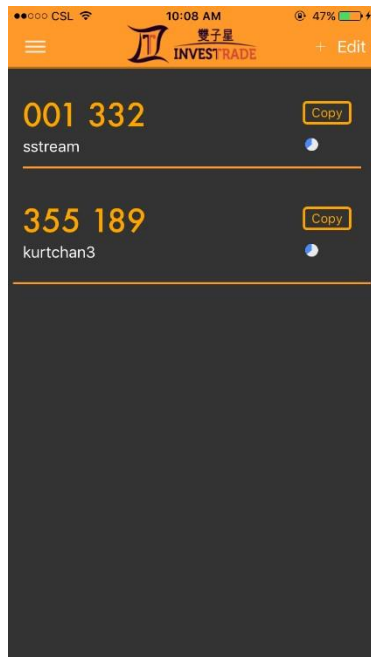 CSL 10:08 AM 47%
雙子星
INVESTRADE
+ Edit
001 332
Copy
sstream
355 189
Copy
kurtchan3